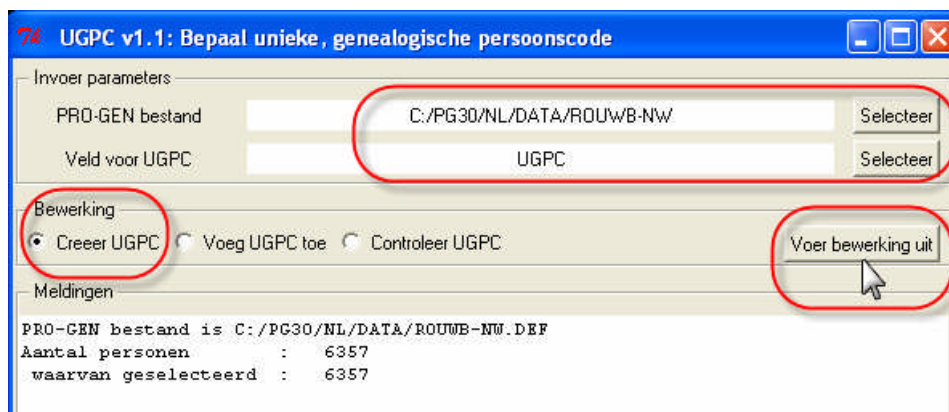 UGPC v1.1: Bepaal unieke, genealogische persoonscode
Invoer parameters
PRO-GEN bestand C:/PG30/NL/DATA/ROUWB-NW Selecteer
Veld voor UGPC UGPC Selecteer
Bewerking
Creeer UGPC Voeg UGPC toe Controleer UGPC Voer bewerking uit
Meldingen
PRO-GEN bestand is C:/PG30/NL/DATA/ROUWB-NW.DEF
Aantal personen : 6357
waarvan geselecteerd : 6357